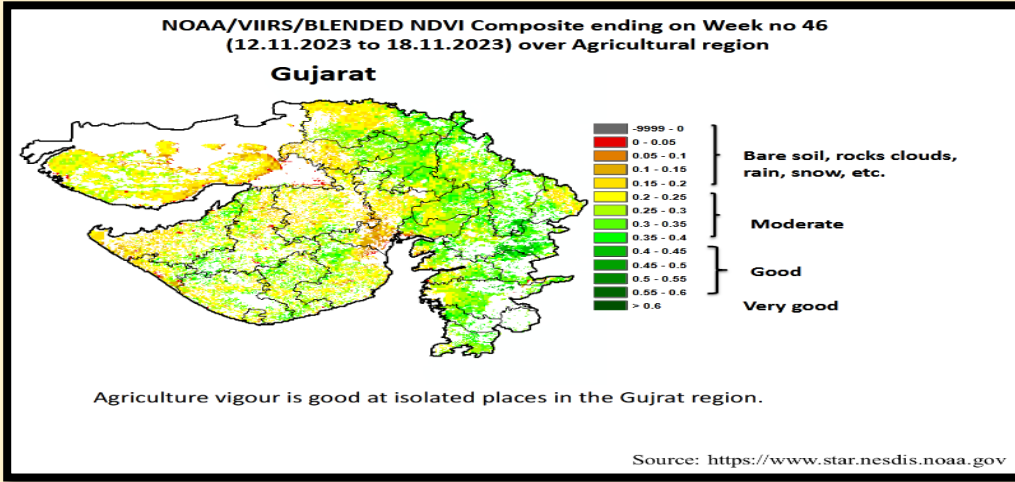 NOAA/VIIRS/BLENDED NDVI Composite ending on Week no 46
(12.11.2023 to 18.11.2023) over Agricultural region
Gujarat
-9999 - 0
0 - 0.05
0.05 - 0.1
0.1 - 0.15
0.15 - 0.2
0.2 - 0.25
0.25 - 0.3
0.3 - 0.35
0.35 - 0.4
0.4 - 0.45
0.45 - 0.5
0.5 - 0.55
0.55 - 0.6
> 0.6
Bare soil, rocks clouds,
rain, snow, etc.
Moderate
Good
Very good
Agriculture vigour is good at isolated places in the Gujrat region.
Source: https://www.star.nesdis.noaa.gov